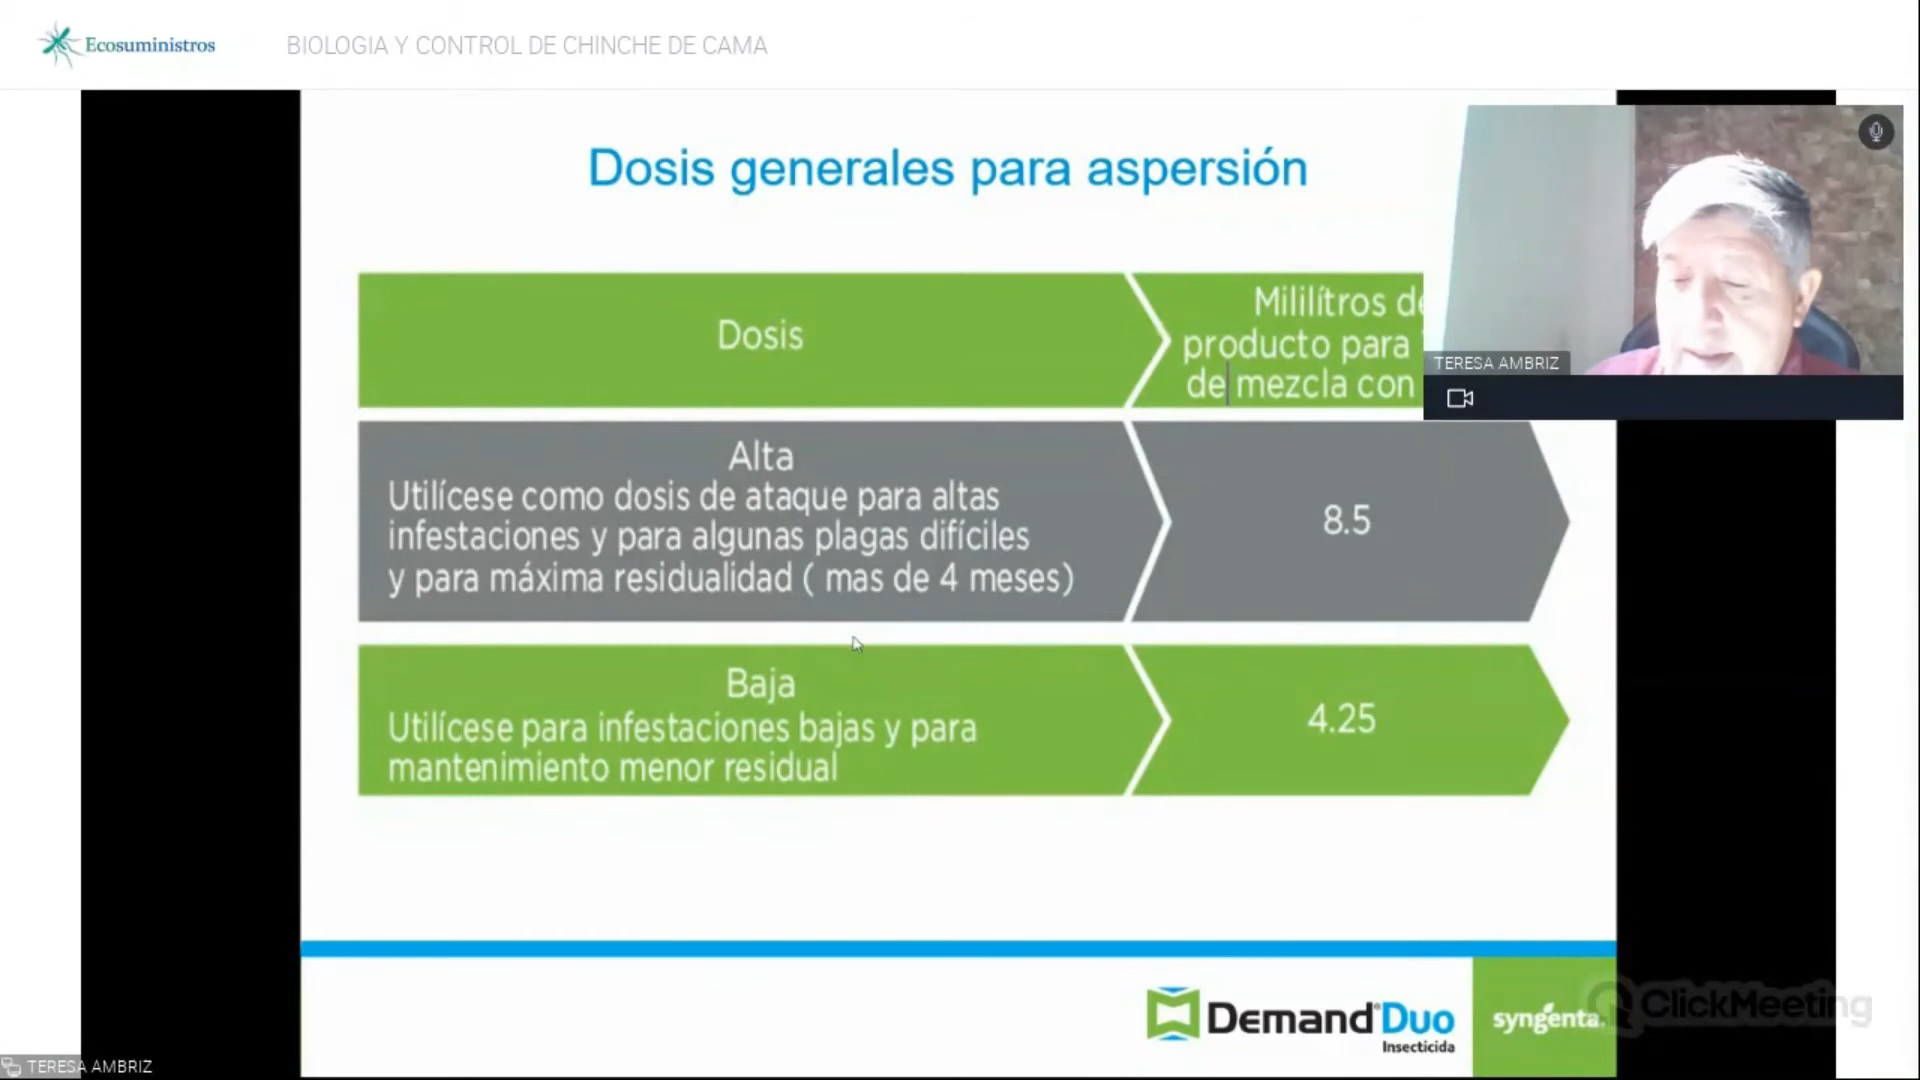 Ecosuministros
BIOLOGIA Y CONTROL DE CHINCHE DE CAMA
Dosis generales para aspersión
Dosis
Mililítros de
producto para
de mezcla con
TERESA AMBRIZ
Alta
Utilícese como dosis de ataque para altas
infestaciones y para algunas plagas difíciles
y para máxima residualidad ( mas de 4 meses)
8.5
Baja
Utilícese para infestaciones bajas y para
mantenimiento menor residual
4.25
Demand® Duo
Insecticida
syngenta.
ClickMeeting
TERESA AMBRIZ